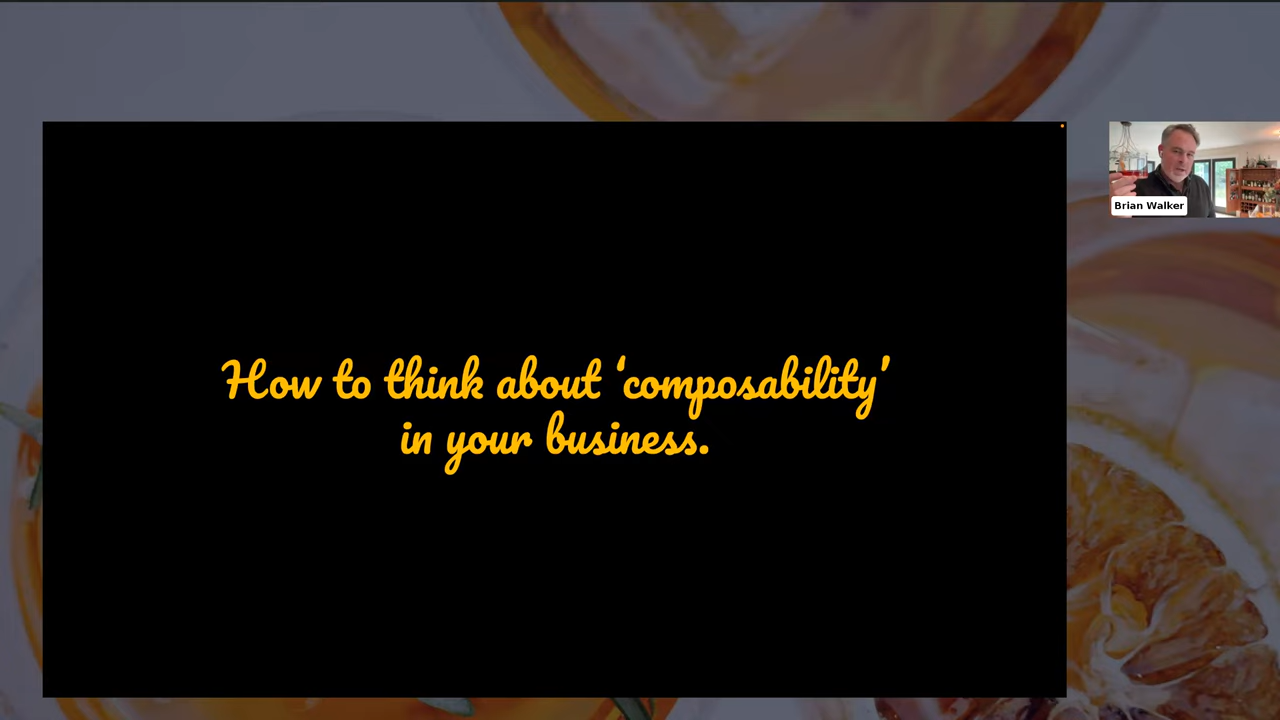 How to think about ‘composability’
in your business.
Brian Walker